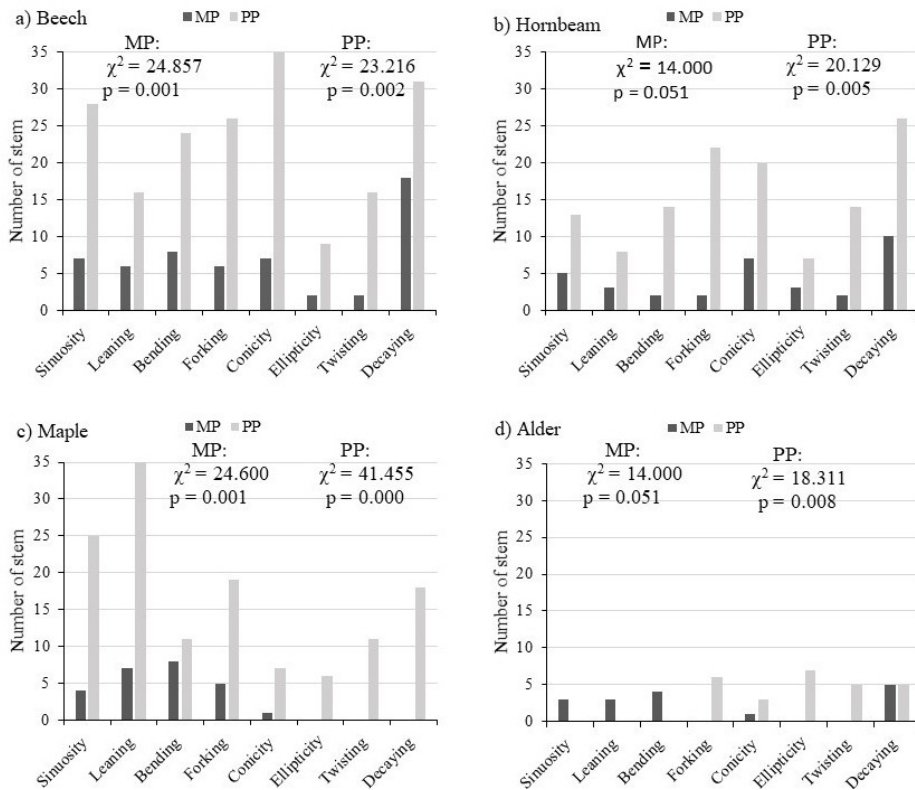 a) Beech
MP PP
MP:
χ² = 24.857
p = 0.001
PP:
χ² = 23.216
p = 0.002
Number of stem
35
30
25
20
15
10
5
0
Sinuosity
Leaning
Bending
Forking
Conicity
Ellipticity
Twisting
Decaying
b) Hornbeam
MP PP
MP:
χ² = 14.000
p = 0.051
PP:
χ² = 20.129
p = 0.005
Number of stem
35
30
25
20
15
10
5
0
Sinuosity
Leaning
Bending
Forking
Conicity
Ellipticity
Twisting
Decaying
c) Maple
MP PP
MP:
χ² = 24.600
p = 0.001
PP:
χ² = 41.455
p = 0.000
Number of stem
35
30
25
20
15
10
5
0
Sinuosity
Leaning
Bending
Forking
Conicity
Ellipticity
Twisting
Decaying
d) Alder
MP PP
MP:
χ² = 14.000
p = 0.051
PP:
χ² = 18.311
p = 0.008
Number of stem
35
30
25
20
15
10
5
0
Sinuosity
Leaning
Bending
Forking
Conicity
Ellipticity
Twisting
Decaying